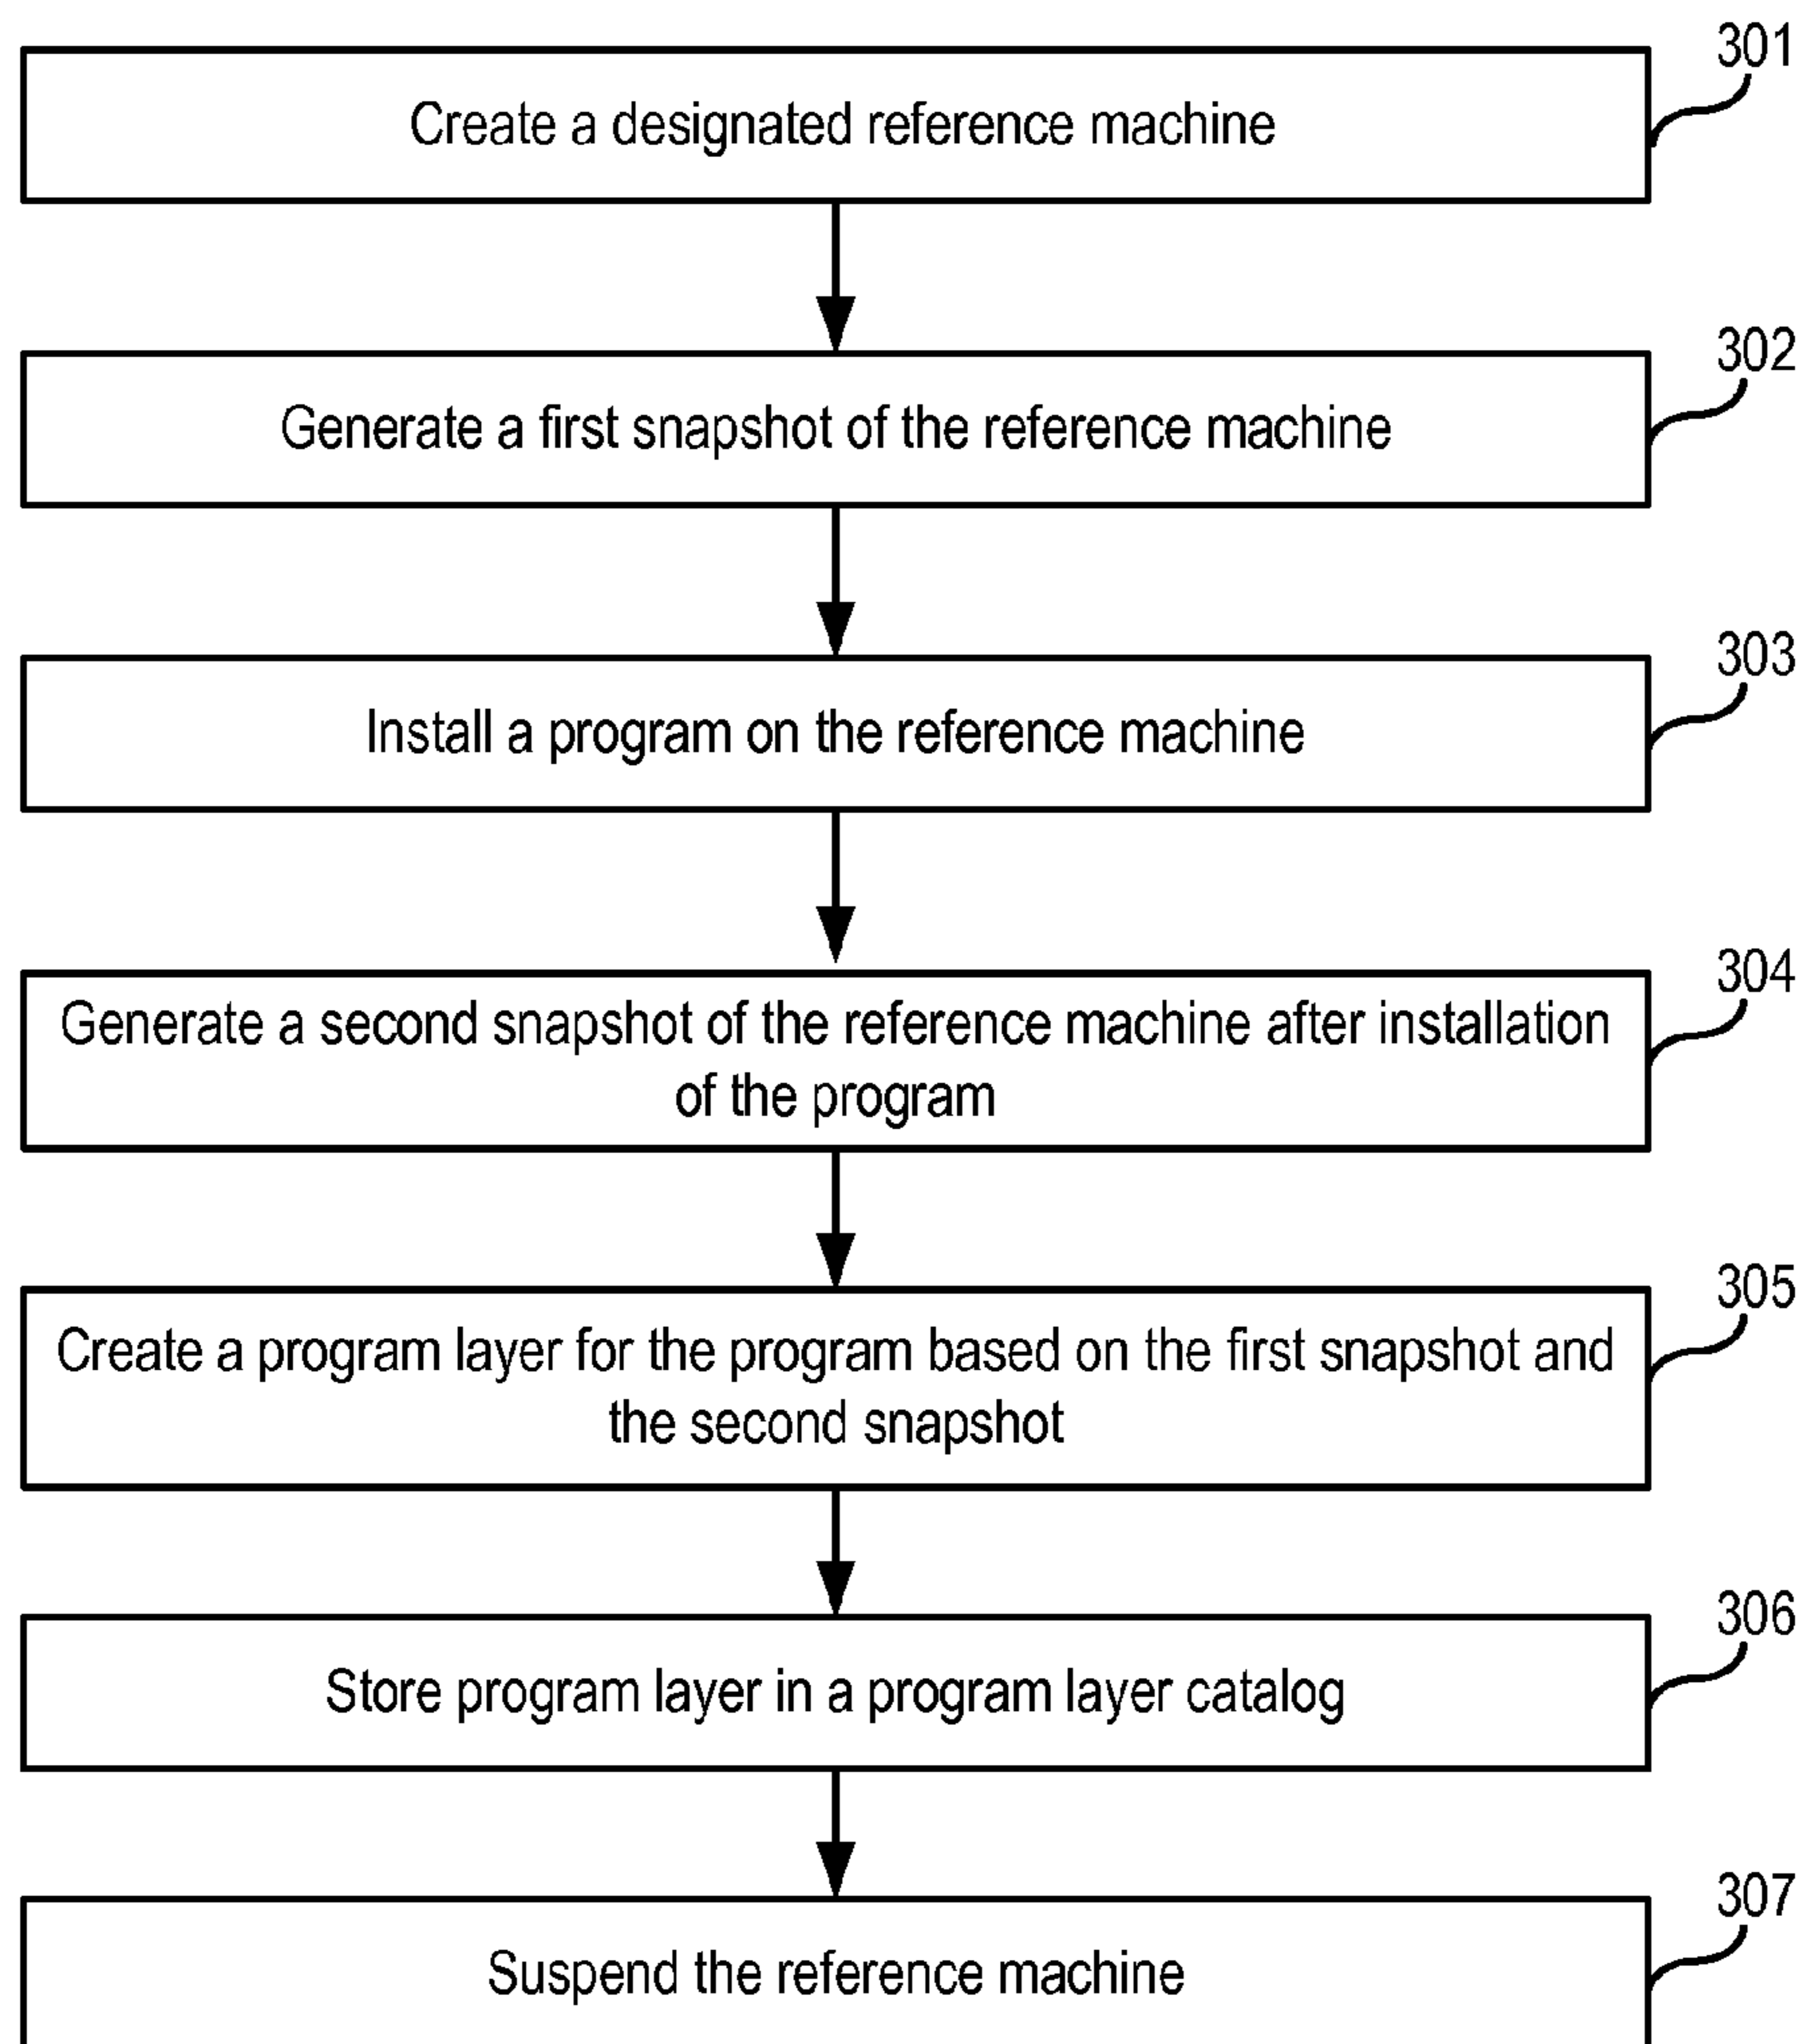 301
Create a designated reference machine
302
Generate a first snapshot of the reference machine
303
Install a program on the reference machine
304
Generate a second snapshot of the reference machine after installation
of the program
305
Create a program layer for the program based on the first snapshot and
the second snapshot
306
Store program layer in a program layer catalog
307
Suspend the reference machine